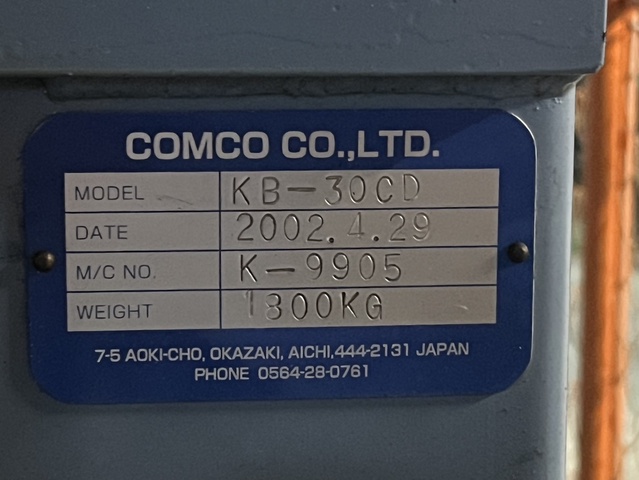 COMCO CO.,LTD.
MODEL KB-30CD
DATE 2002.4.29
M/C NO. K-9905
WEIGHT 1800KG
7-5 AOKI-CHO, OKAZAKI, AICHI,444-2131 JAPAN
PHONE 0564-28-0761